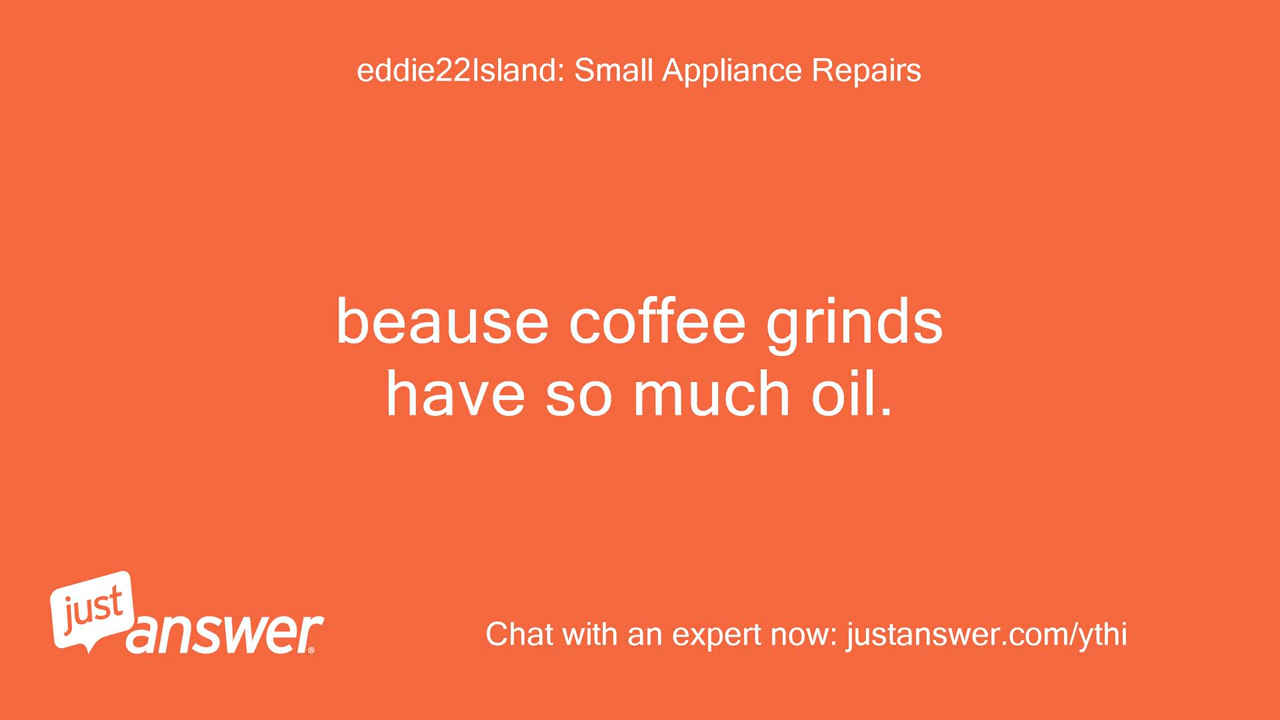 eddie22Island: Small Appliance Repairs
beause coffee grinds
have so much oil.
just
answer®
Chat with an expert now: justanswer.com/ythi